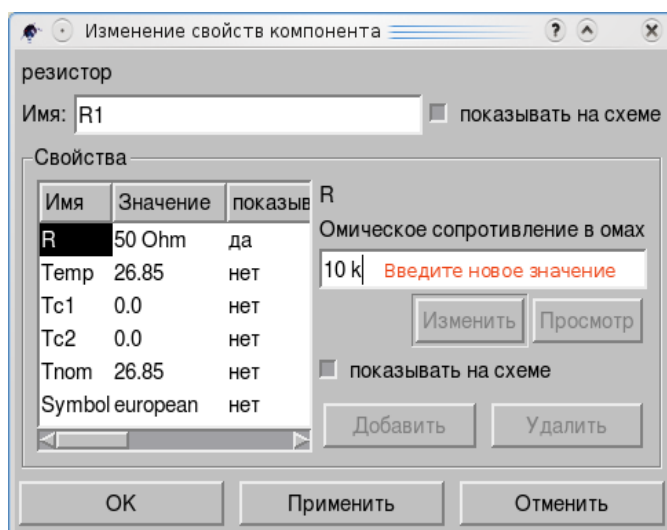 Изменение свойств компонента
резистор
Имя: R1 показывать на схеме
Свойства
Имя Значение показыв
R 50 Ohm да
Temp 26.85 нет
Tc1 0.0 нет
Tc2 0.0 нет
Tnom 26.85 нет
Symbol european нет
R
Омическое сопротивление в омах
10 k Введите новое значение
Изменить Просмотр
показывать на схеме
Добавить Удалить
OK Применить Отменить